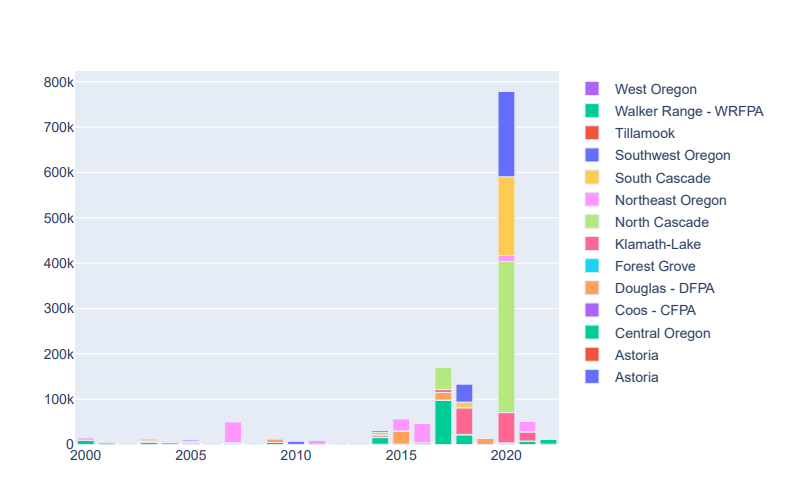 800k
700k
600k
500k
400k
300k
200k
100k
0
2000 2005 2010 2015 2020
West Oregon
Walker Range - WRFPA
Tillamook
Southwest Oregon
South Cascade
Northeast Oregon
North Cascade
Klamath-Lake
Forest Grove
Douglas - DFPA
Coos - CFPA
Central Oregon
Astoria
Astoria